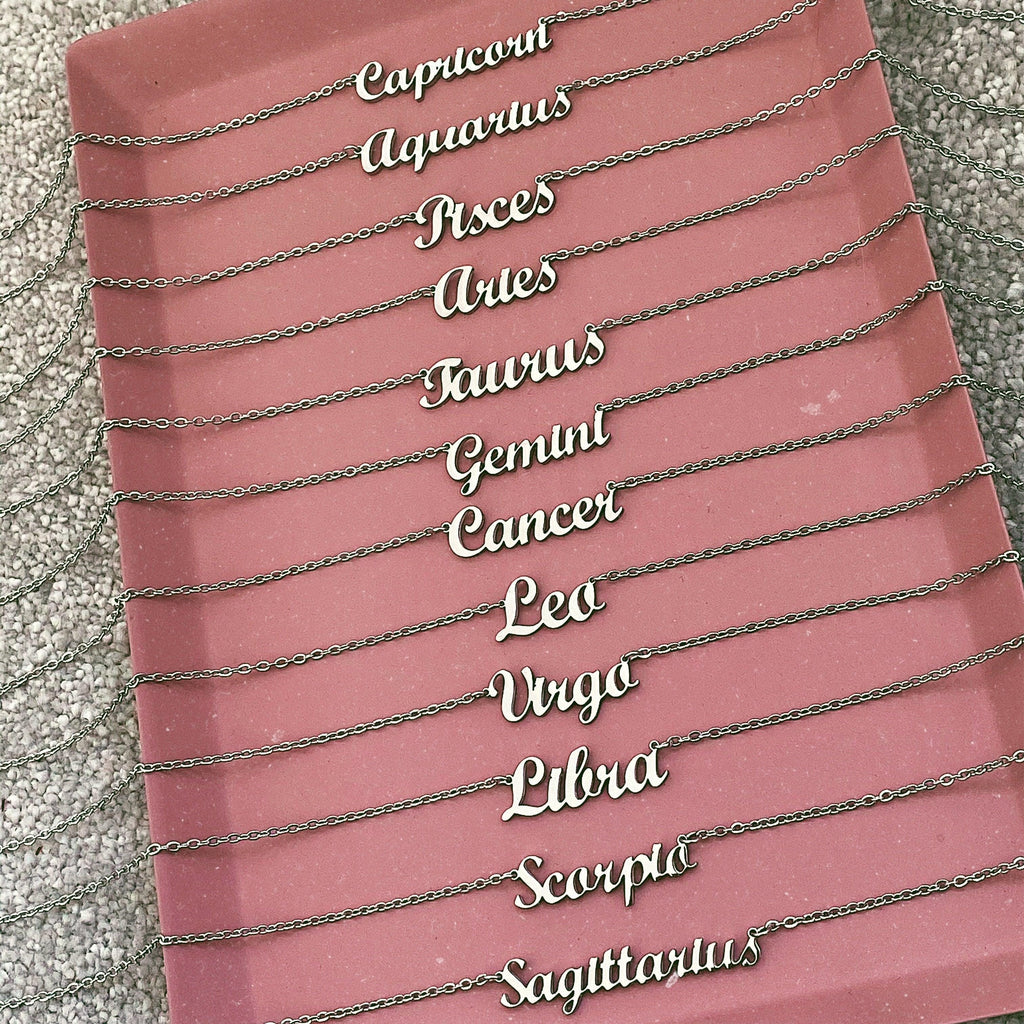 Capricorn
Aquarius
Pisces
Aries
Taurus
Gemini
Cancer
Leo
Virgo
Libra
Scorpio
Sagittarius